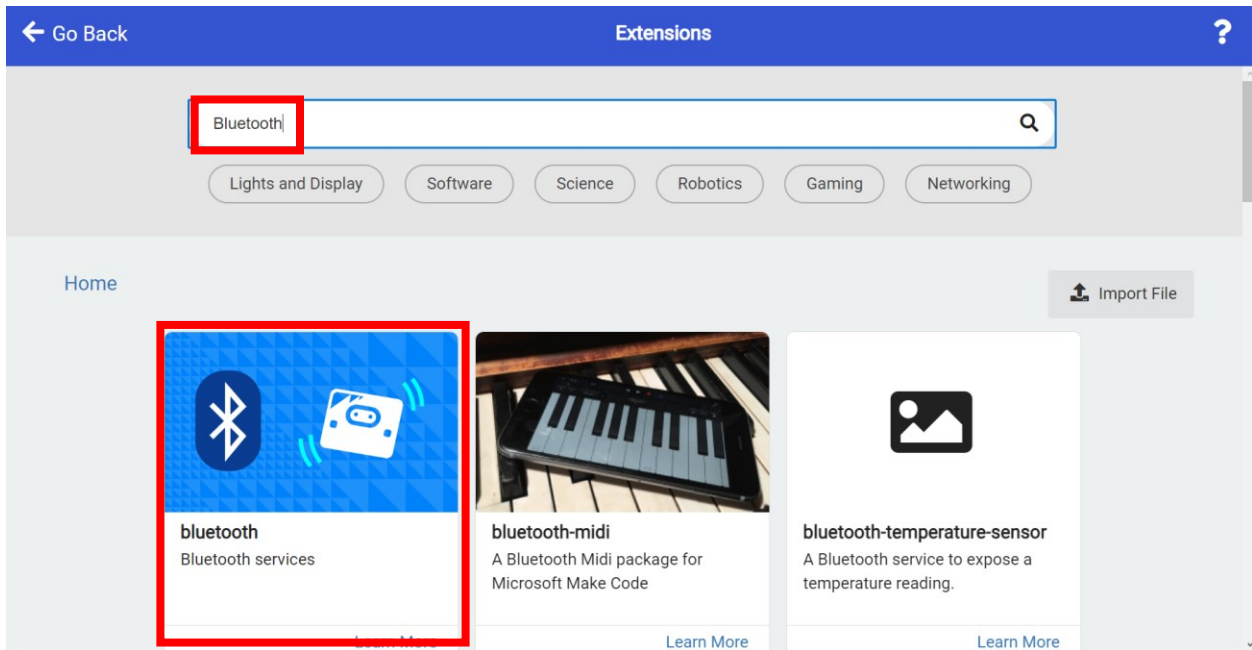 Go Back
Extensions
?
Bluetooth
Lights and Display
Software
Science
Robotics
Gaming
Networking
Home
Import File
bluetooth
Bluetooth services
Learn More
bluetooth-midi
A Bluetooth Midi package for
Microsoft Make Code
Learn More
bluetooth-temperature-sensor
A Bluetooth service to expose a
temperature reading.
Learn More